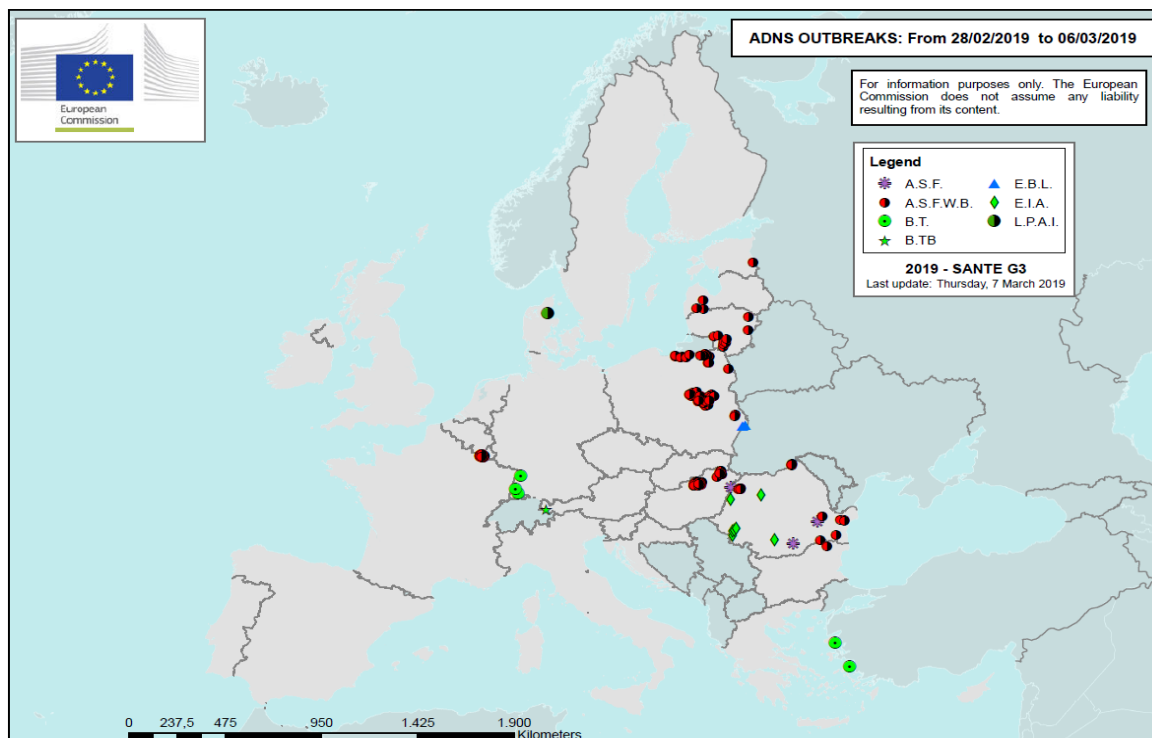 European
Commission
ADNS OUTBREAKS: From 28/02/2019 to 06/03/2019
For information purposes only. The European
Commission does not assume any liability
resulting from its content.
Legend
A.S.F.
E.B.L.
A.S.F.W.B.
E.I.A.
B.T.
L.P.A.I.
B.TB
2019 - SANTE G3
Last update: Thursday, 7 March 2019
0 237,5 475 950 1.425 1.900
Kilometers